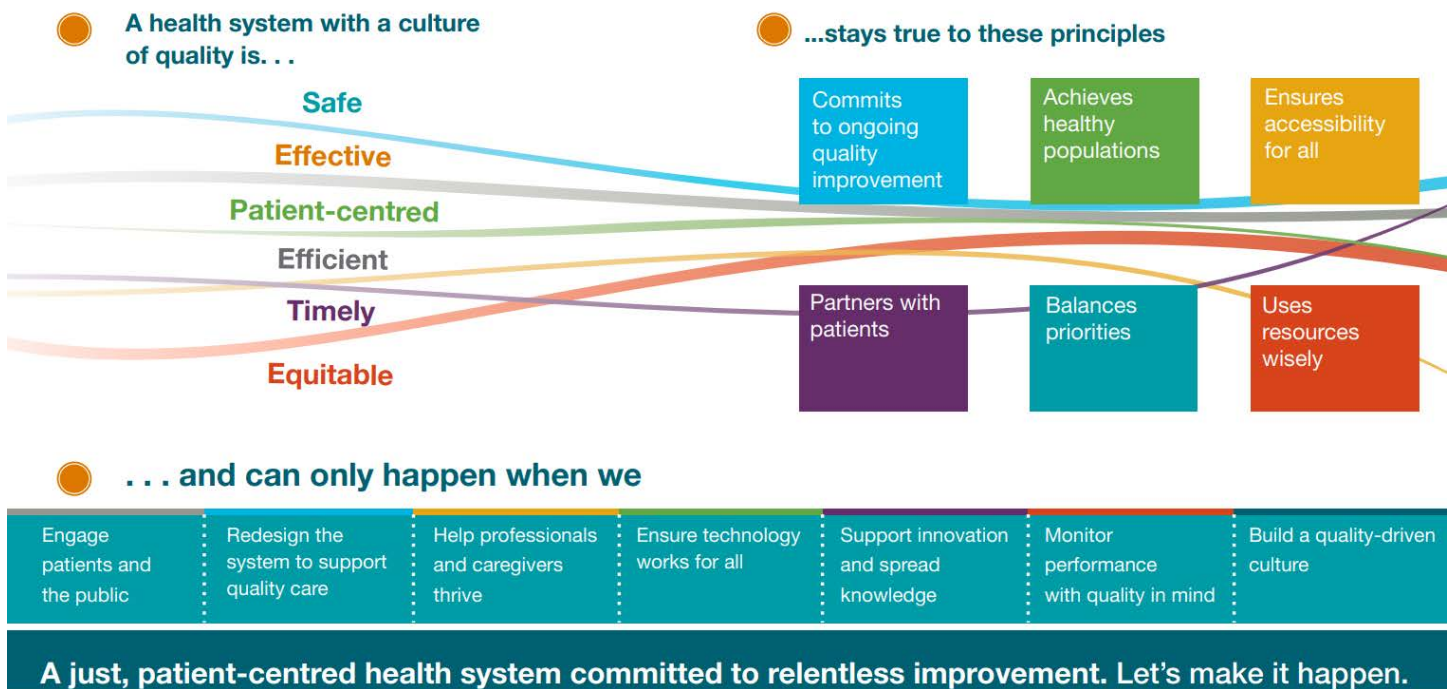 A health system with a culture
of quality is. . .
Safe
Effective
Patient-centred
Efficient
Timely
Equitable
...stays true to these principles
Commits
to ongoing
quality
improvement
Achieves
healthy
populations
Ensures
accessibility
for all
Partners with
patients
Balances
priorities
Uses
resources
wisely
. . . and can only happen when we
Engage
patients and
the public
Redesign the
system to support
quality care
Help professionals
and caregivers
thrive
Ensure technology
works for all
Support innovation
and spread
knowledge
Monitor
performance
with quality in mind
Build a quality-driven
culture
A just, patient-centred health system committed to relentless improvement. Let's make it happen.